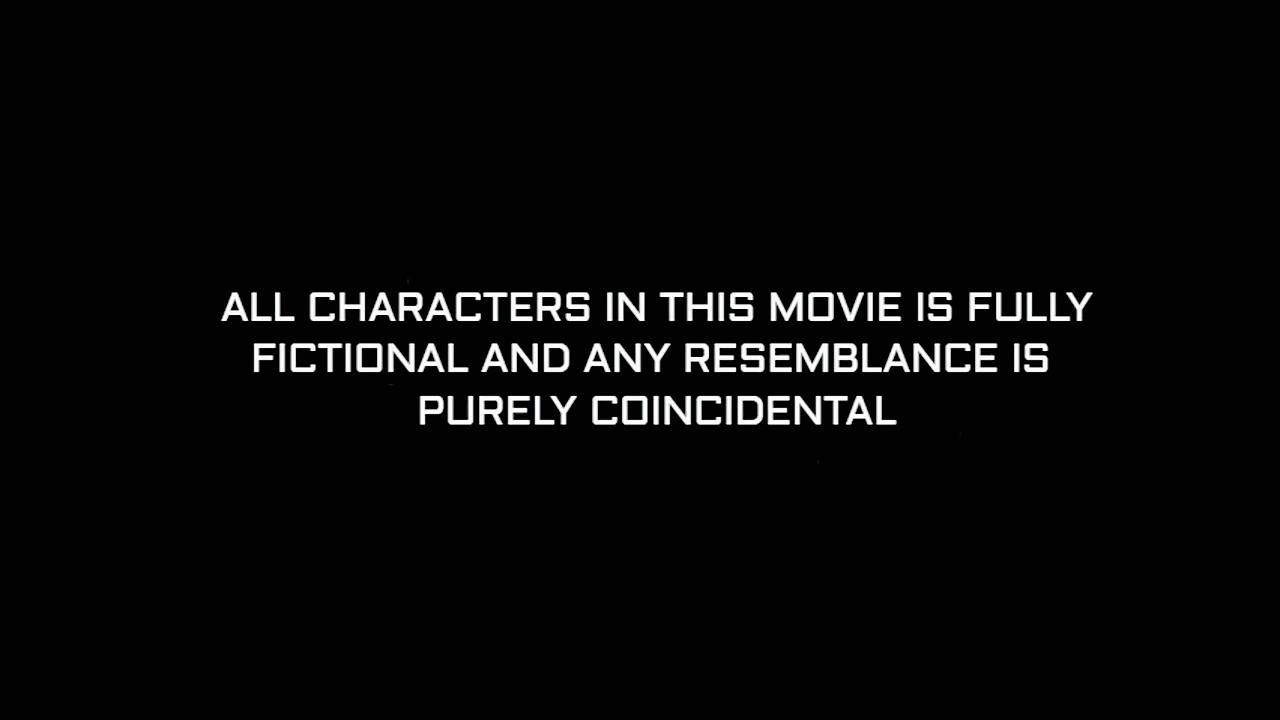 ALL CHARACTERS IN THIS MOVIE IS FULLY
FICTIONAL AND ANY RESEMBLANCE IS
PURELY COINCIDENTAL